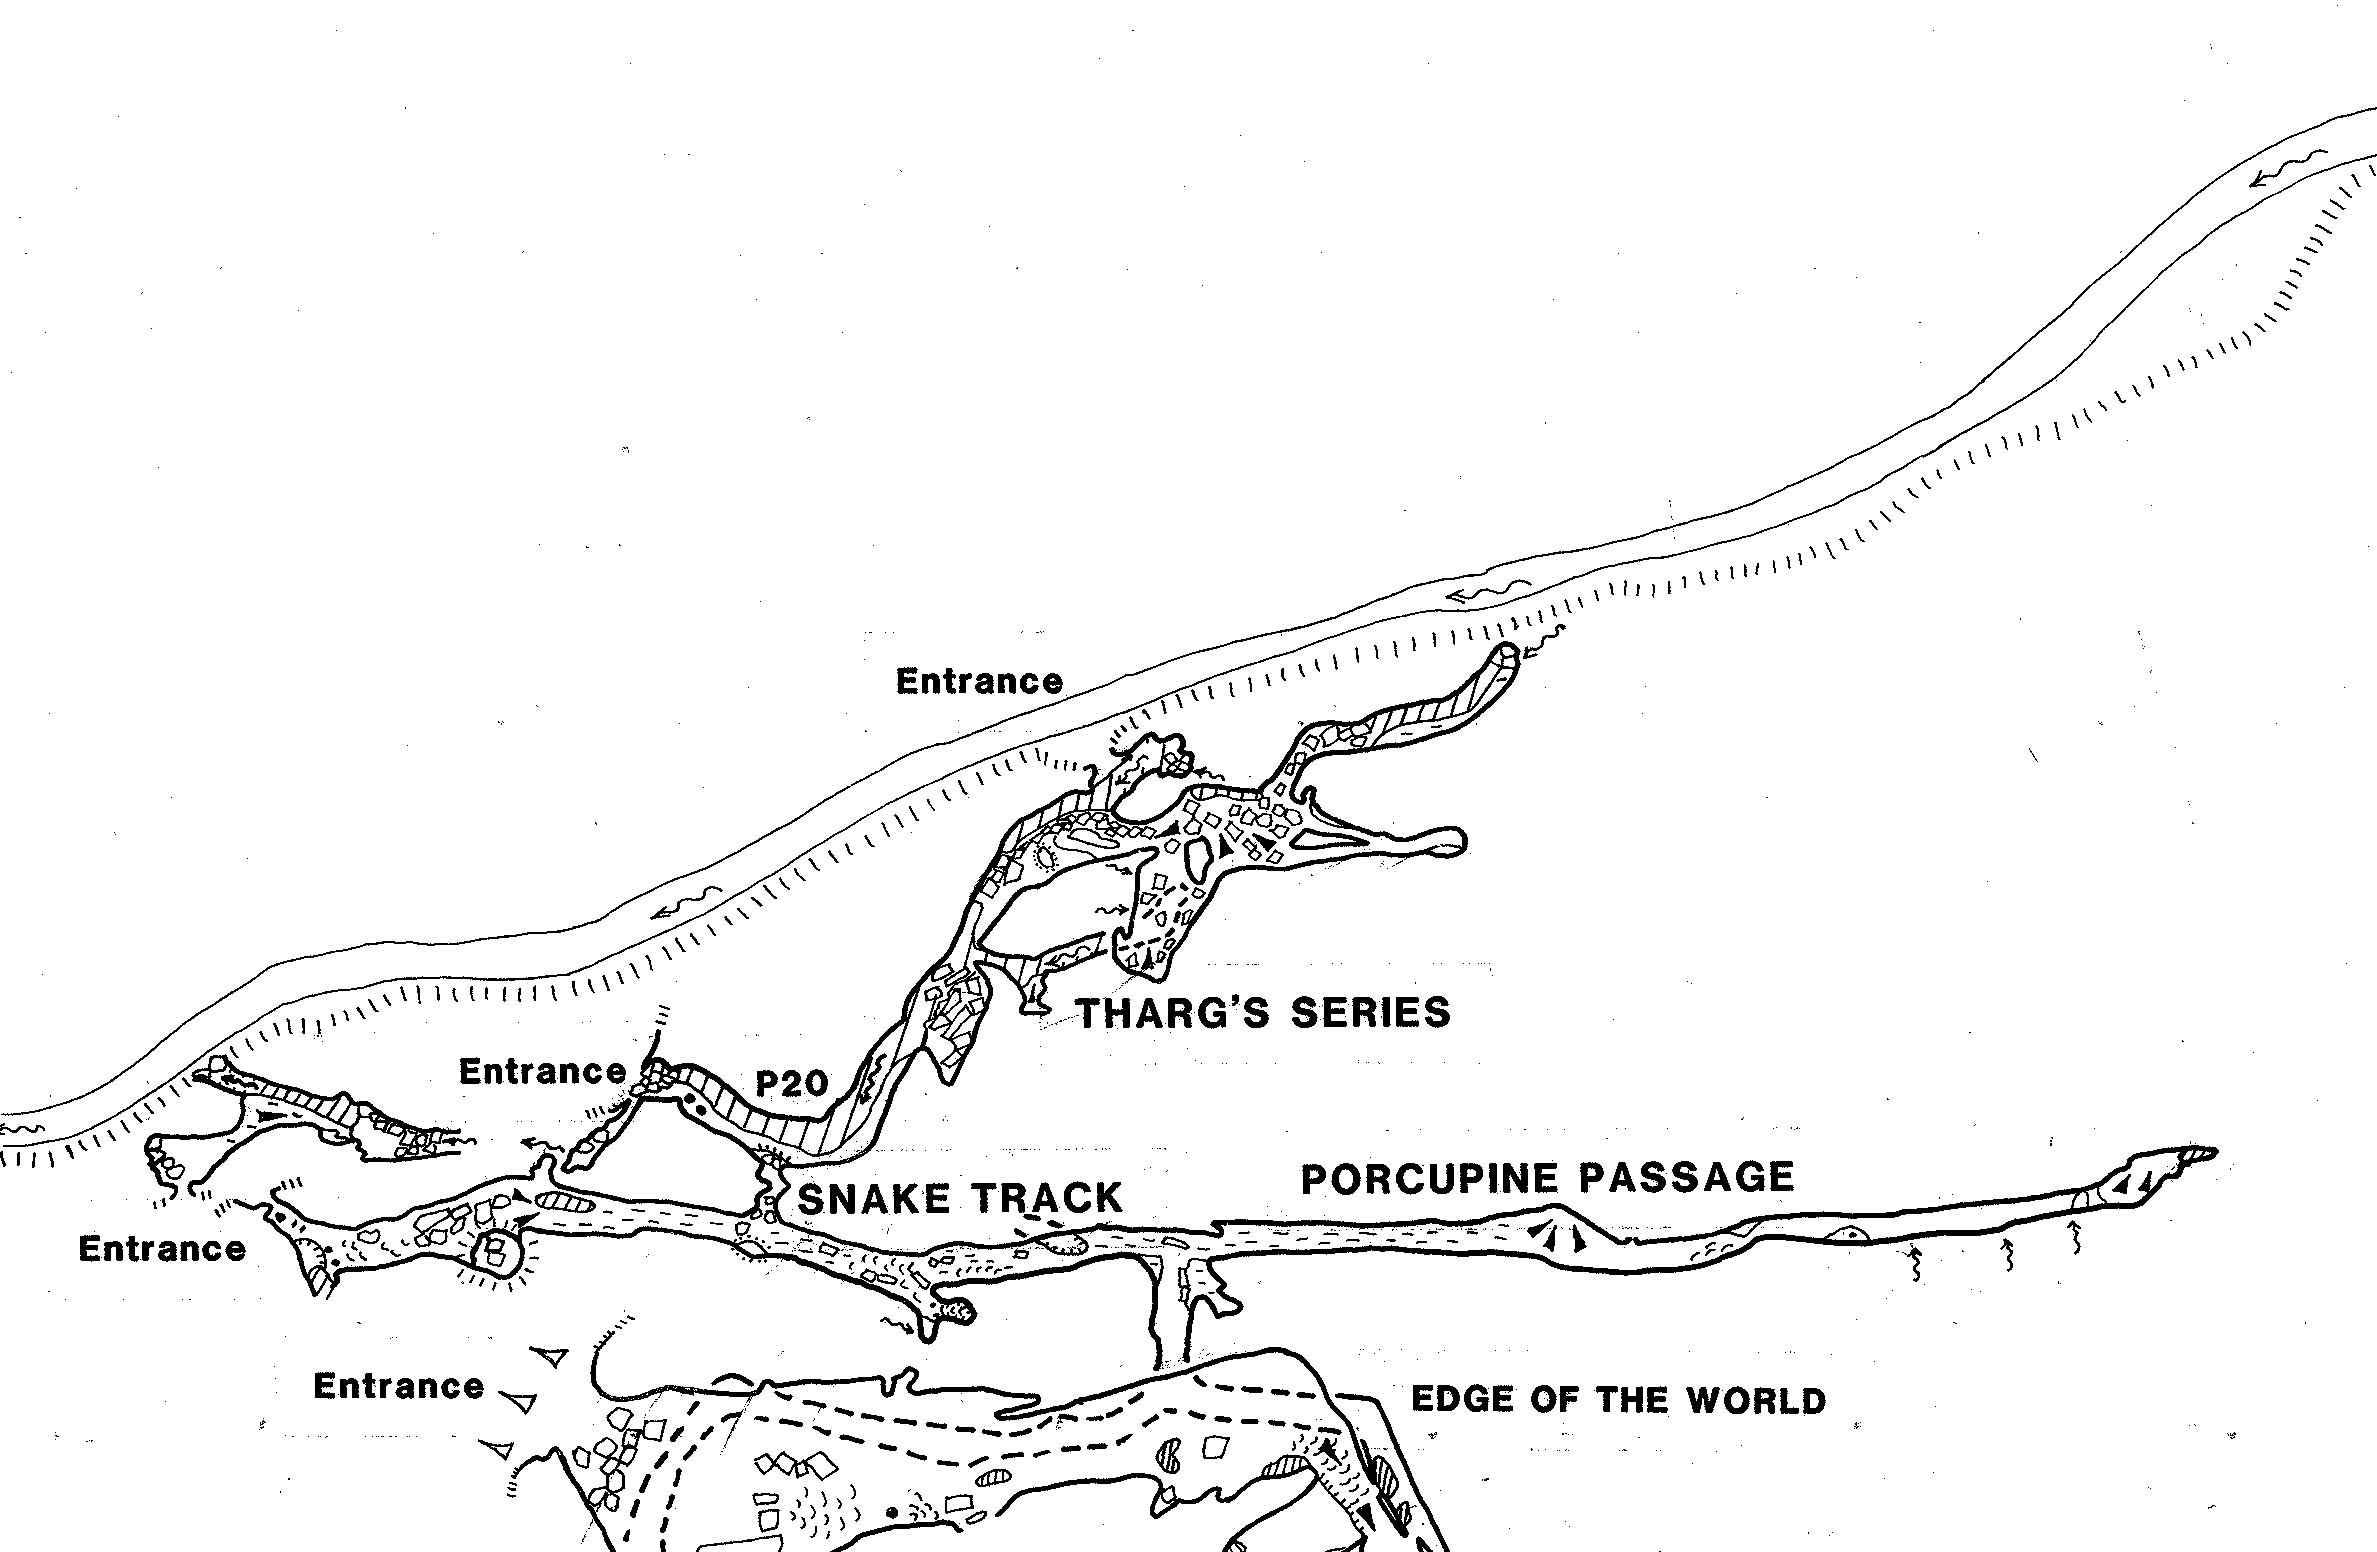 Entrance
THARG'S SERIES
Entrance
P20
PORCUPINE PASSAGE
SNAKE TRACK
Entrance
Entrance
EDGE OF THE WORLD